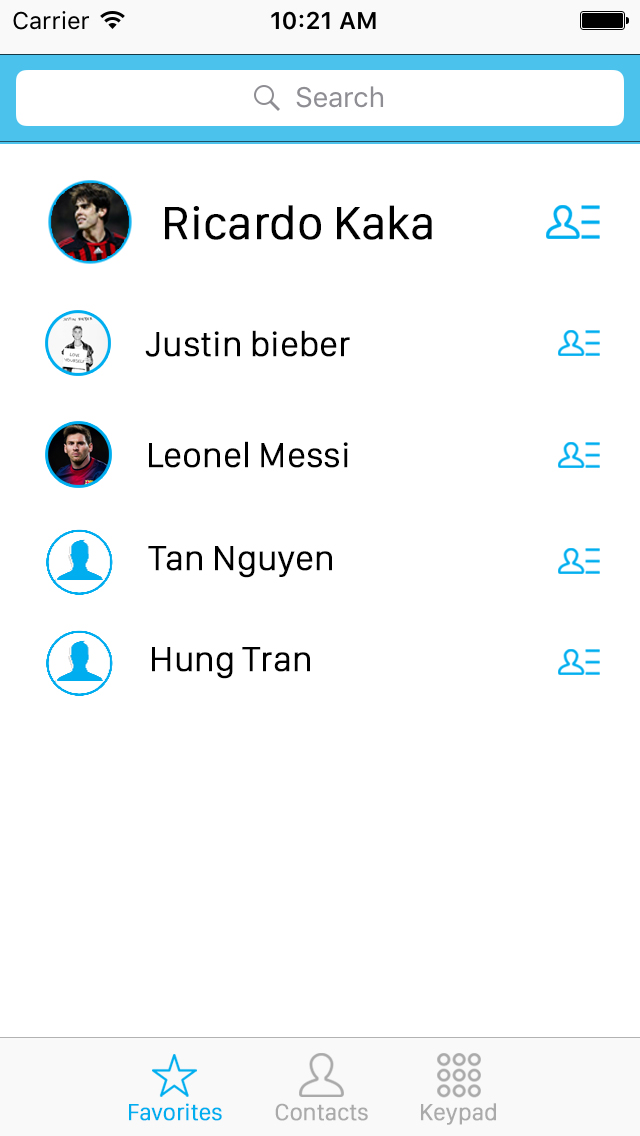 Carrier 10:21 AM
Search
Ricardo Kaka
Justin bieber
Leonel Messi
Tan Nguyen
Hung Tran
Favorites Contacts Keypad